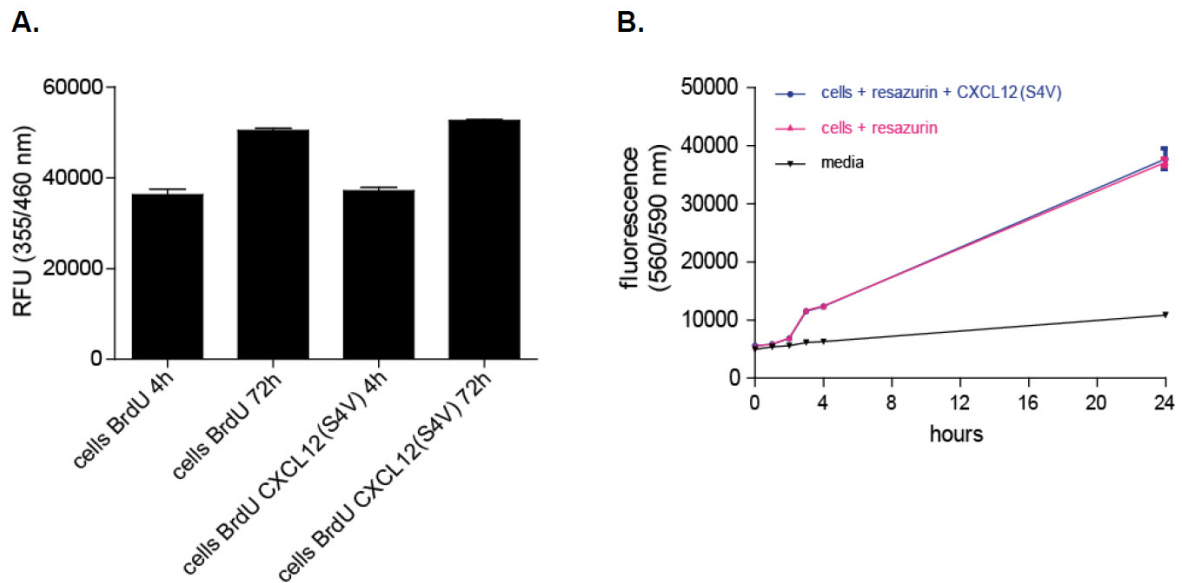 A.
RFU (355/460 nm)
60000
40000
20000
0
cells BrdU 4h
cells BrdU 72h
cells BrdU CXCL12(S4V) 4h
cells BrdU CXCL12(S4V) 72h
B.
fluorescence
(560/590 nm)
50000
40000
30000
20000
10000
0
cells + resazurin + CXCL12(S4V)
cells + resazurin
media
0 4 8 12 16 20 24
hours